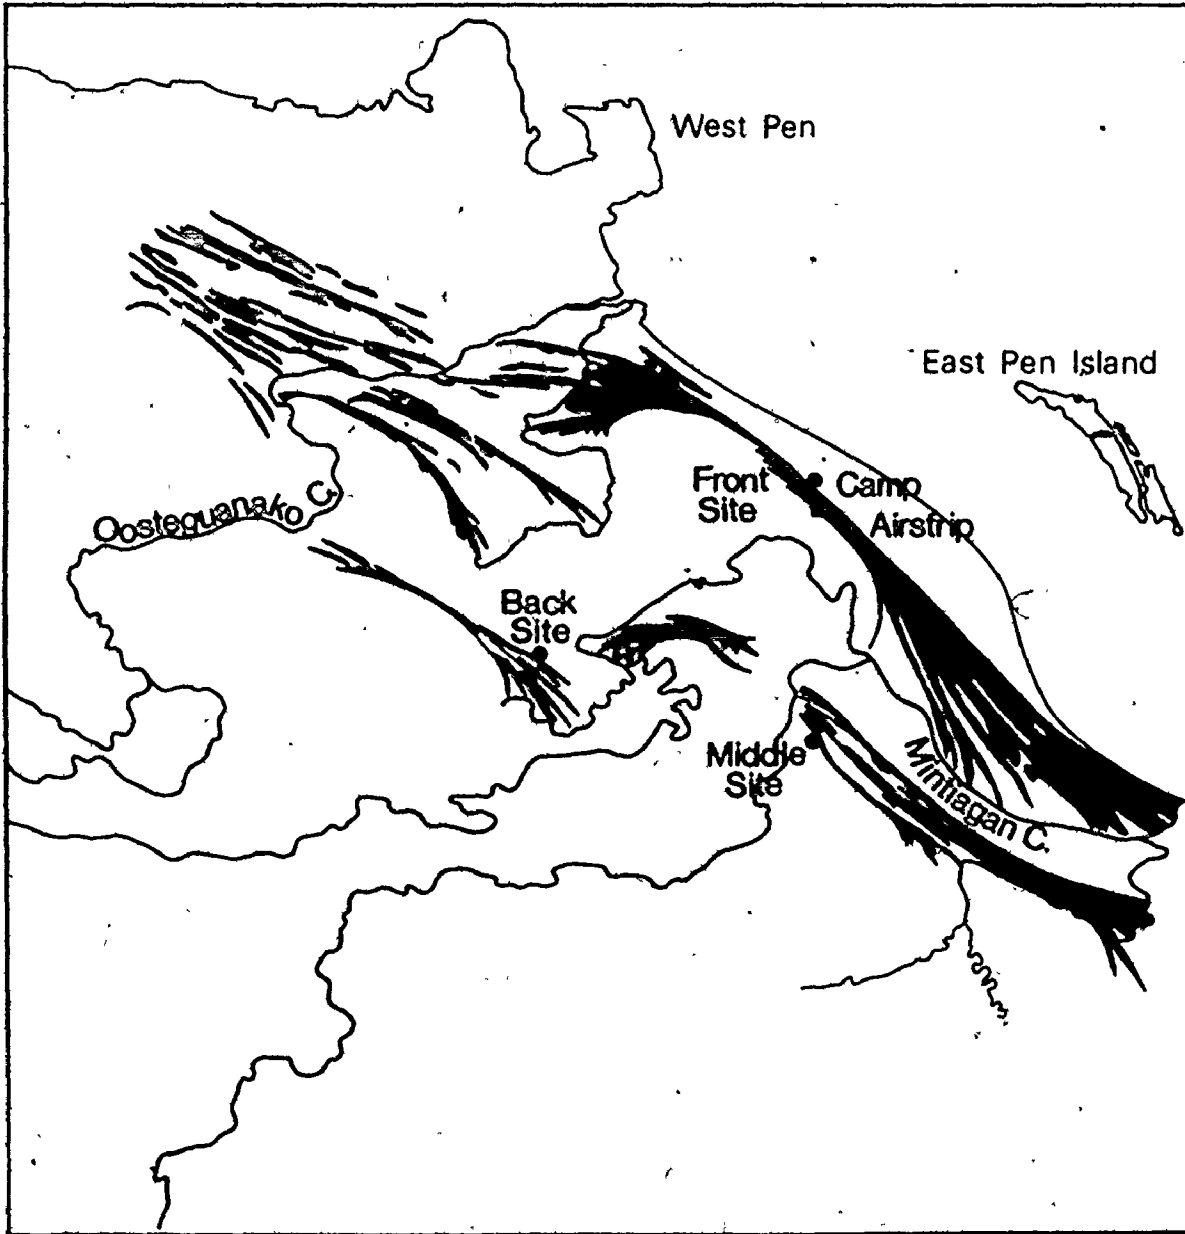 West Pen
East Pen Island
Front
Site
Camp
Airstrip
Oosteguanako C.
Back
Site
Middle
Site
Mintiagan C.